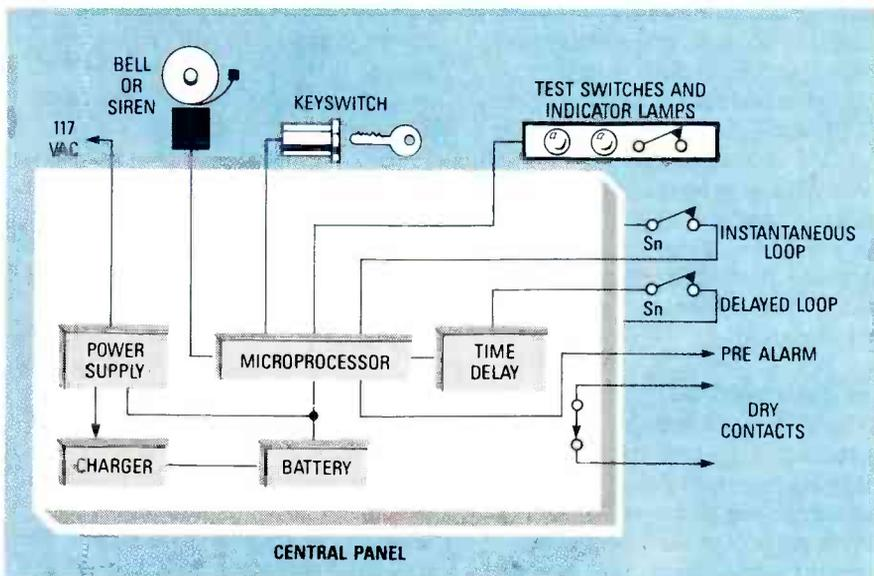 BELL
OR
SIREN
KEYSWITCH
TEST SWITCHES AND
INDICATOR LAMPS
117
VAC
Sn
INSTANTANEOUS
LOOP
Sn
DELAYED LOOP
POWER
SUPPLY
MICROPROCESSOR
TIME
DELAY
PRE ALARM
DRY
CONTACTS
CHARGER
BATTERY
CENTRAL PANEL